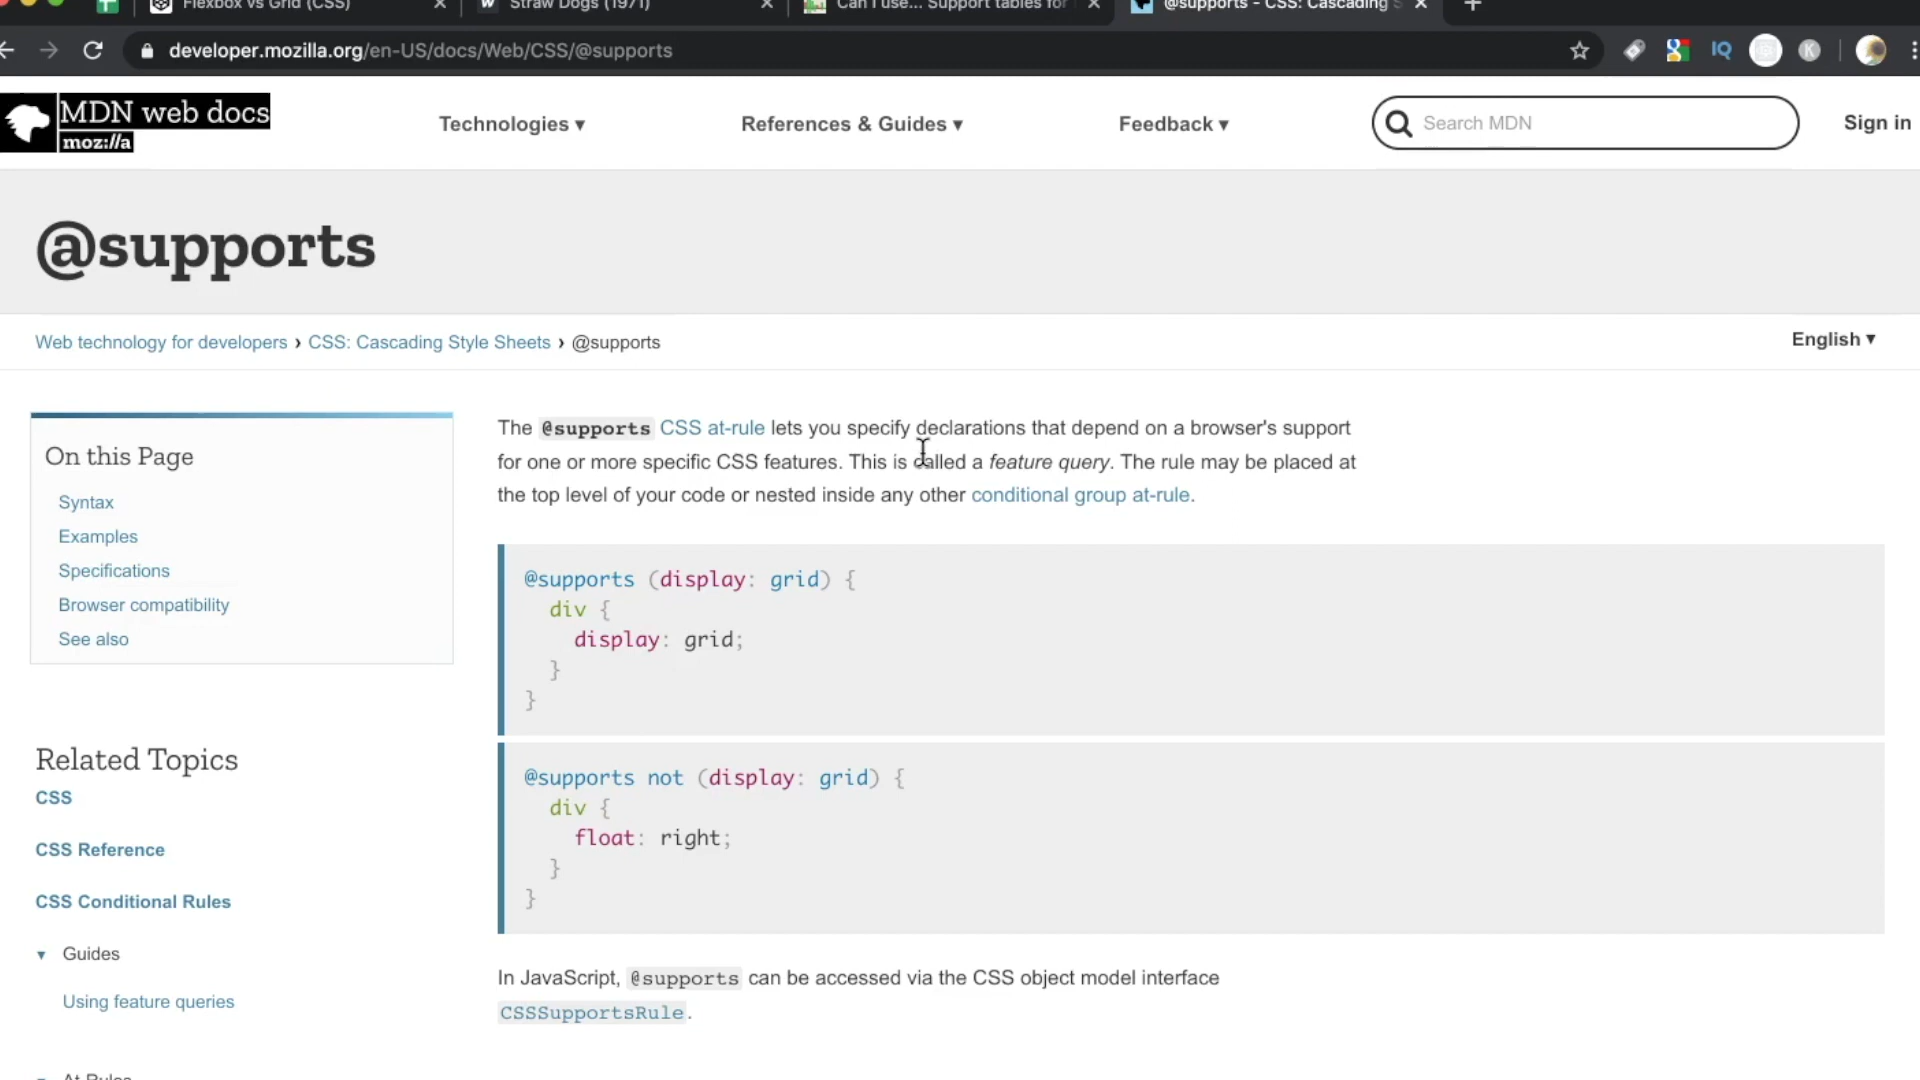 Flexbox vs Grid (CSS)
Straw Dogs (1971)
Can I use... Support tables for
@supports - CSS: Cascading S
developer.mozilla.org/en-US/docs/Web/CSS/@supports
MDN web docs
moz://a
Technologies ▾
References & Guides ▾
Feedback ▾
Search MDN
Sign in
@supports
Web technology for developers › CSS: Cascading Style Sheets › @supports
English ▾
On this Page
Syntax
Examples
Specifications
Browser compatibility
See also
Related Topics
CSS
CSS Reference
CSS Conditional Rules
▾ Guides
Using feature queries
At Rules
The @supports CSS at-rule lets you specify declarations that depend on a browser's support
for one or more specific CSS features. This is called a feature query. The rule may be placed at
the top level of your code or nested inside any other conditional group at-rule.
@supports (display: grid) {
div {
display: grid;
}
}
@supports not (display: grid) {
div {
float: right;
}
}
In JavaScript, @supports can be accessed via the CSS object model interface
CSSSupportsRule.